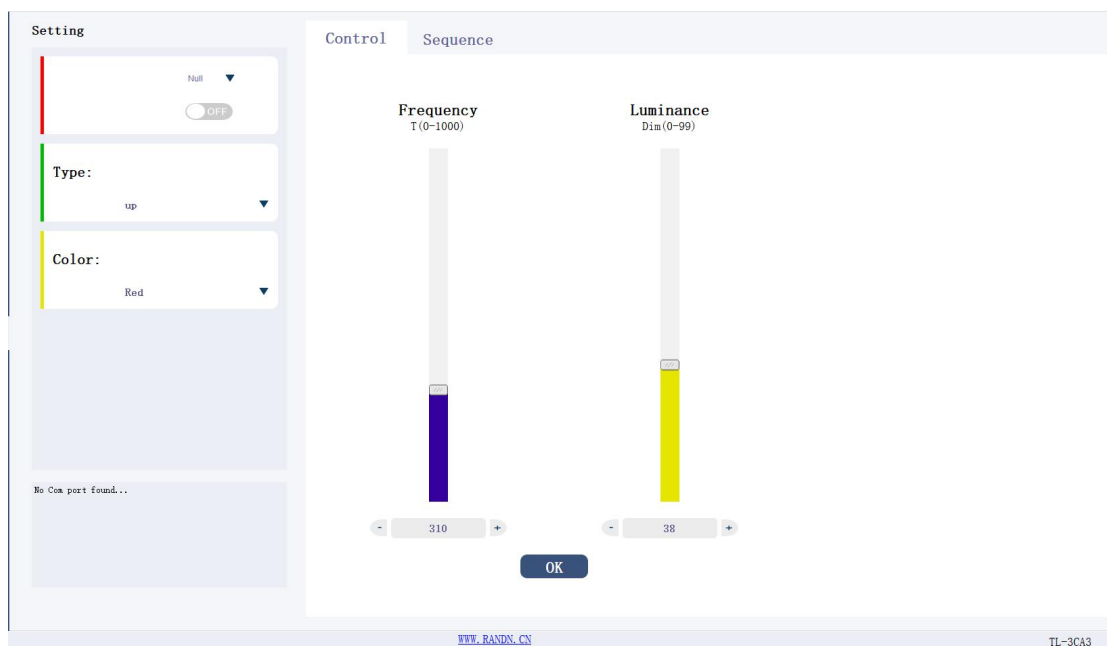 Setting
Null
OFF
Type:
up
Color:
Red
No Com port found...
Control
Sequence
Frequency
T(0-1000)
Luminance
Dim(0-99)
- 310 +
- 38 +
OK
WWW.RANDN.CN
TL-3CA3